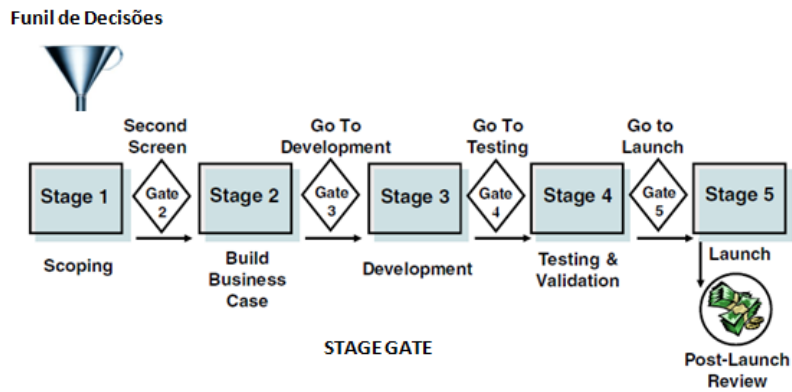 Funil de Decisões
Second
Screen
Go To
Development
Go To
Testing
Go to
Launch
Stage 1
Gate
2
Stage 2
Gate
3
Stage 3
Gate
4
Stage 4
Gate
5
Stage 5
Scoping
Build
Business
Case
Development
Testing &
Validation
Launch
STAGE GATE
Post-Launch
Review